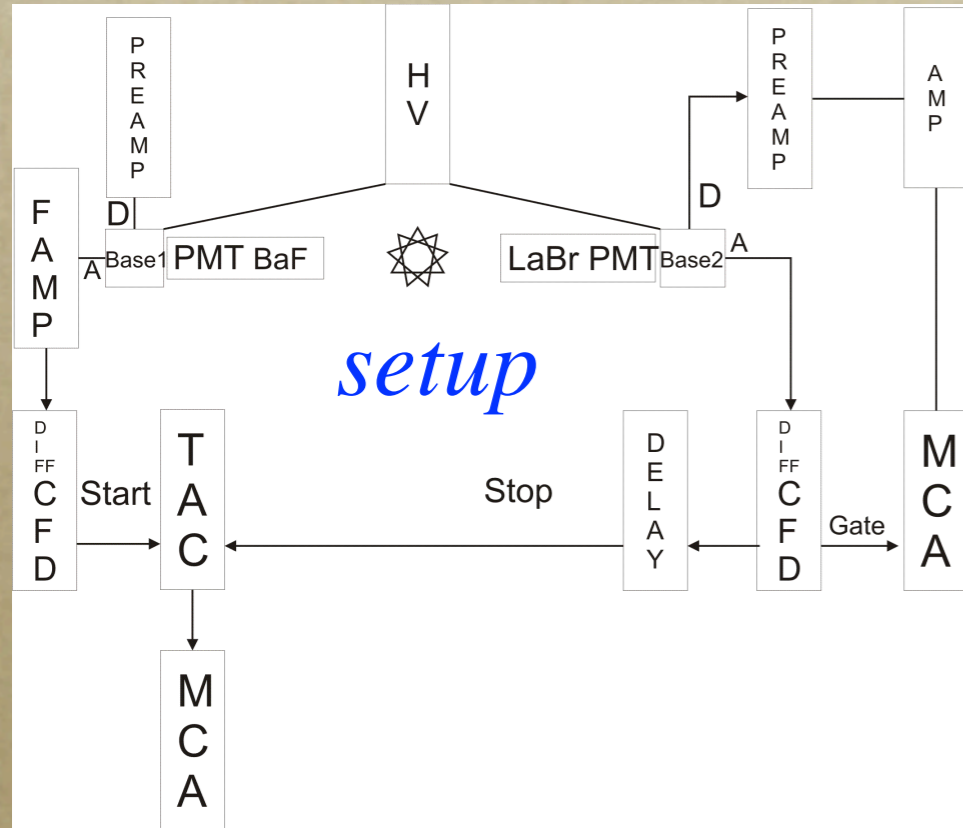 PREAMP
HV
PREAMP
AMP
FAMP
D
D
A
Base1
PMT BaF
LaBr PMT
Base2
A
setup
DIFF CFD
Start
TAC
Stop
DELAY
DIFF CFD
Gate
MCA
MCA